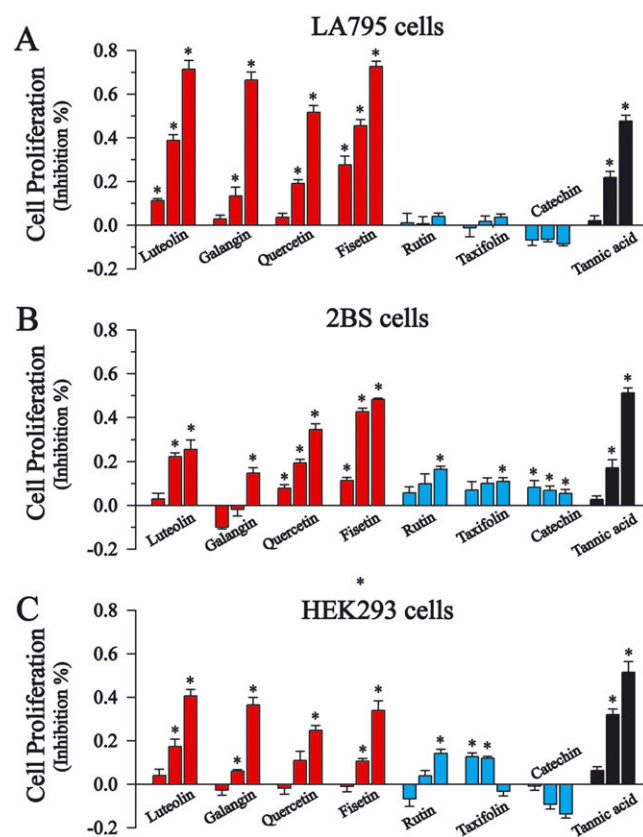 A
LA795 cells
Cell Proliferation
(Inhibition %)
0.8
0.6
0.4
0.2
0.0
-0.2
* * * * * * * * * * * *
Luteolin
Galangin
Quercetin
Fisetin
Rutin
Taxifolin
Catechin
Tannic acid
B
2BS cells
Cell Proliferation
(Inhibition %)
0.8
0.6
0.4
0.2
0.0
-0.2
* * * * * * * * * * * * * * * *
Luteolin
Galangin
Quercetin
Fisetin
Rutin
Taxifolin
Catechin
Tannic acid
*
C
HEK293 cells
Cell Proliferation
(Inhibition %)
0.8
0.6
0.4
0.2
0.0
-0.2
* * * * * * * * * * * *
Luteolin
Galangin
Quercetin
Fisetin
Rutin
Taxifolin
Catechin
Tannic acid